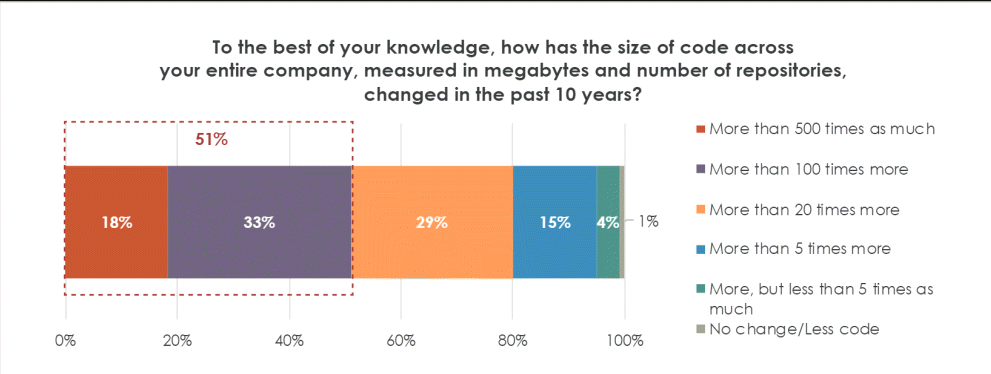 To the best of your knowledge, how has the size of code across
your entire company, measured in megabytes and number of repositories,
changed in the past 10 years?
51%
18%
33%
29%
15%
4%
1%
0%
20%
40%
60%
80%
100%
More than 500 times as much
More than 100 times more
More than 20 times more
More than 5 times more
More, but less than 5 times as
much
No change/Less code